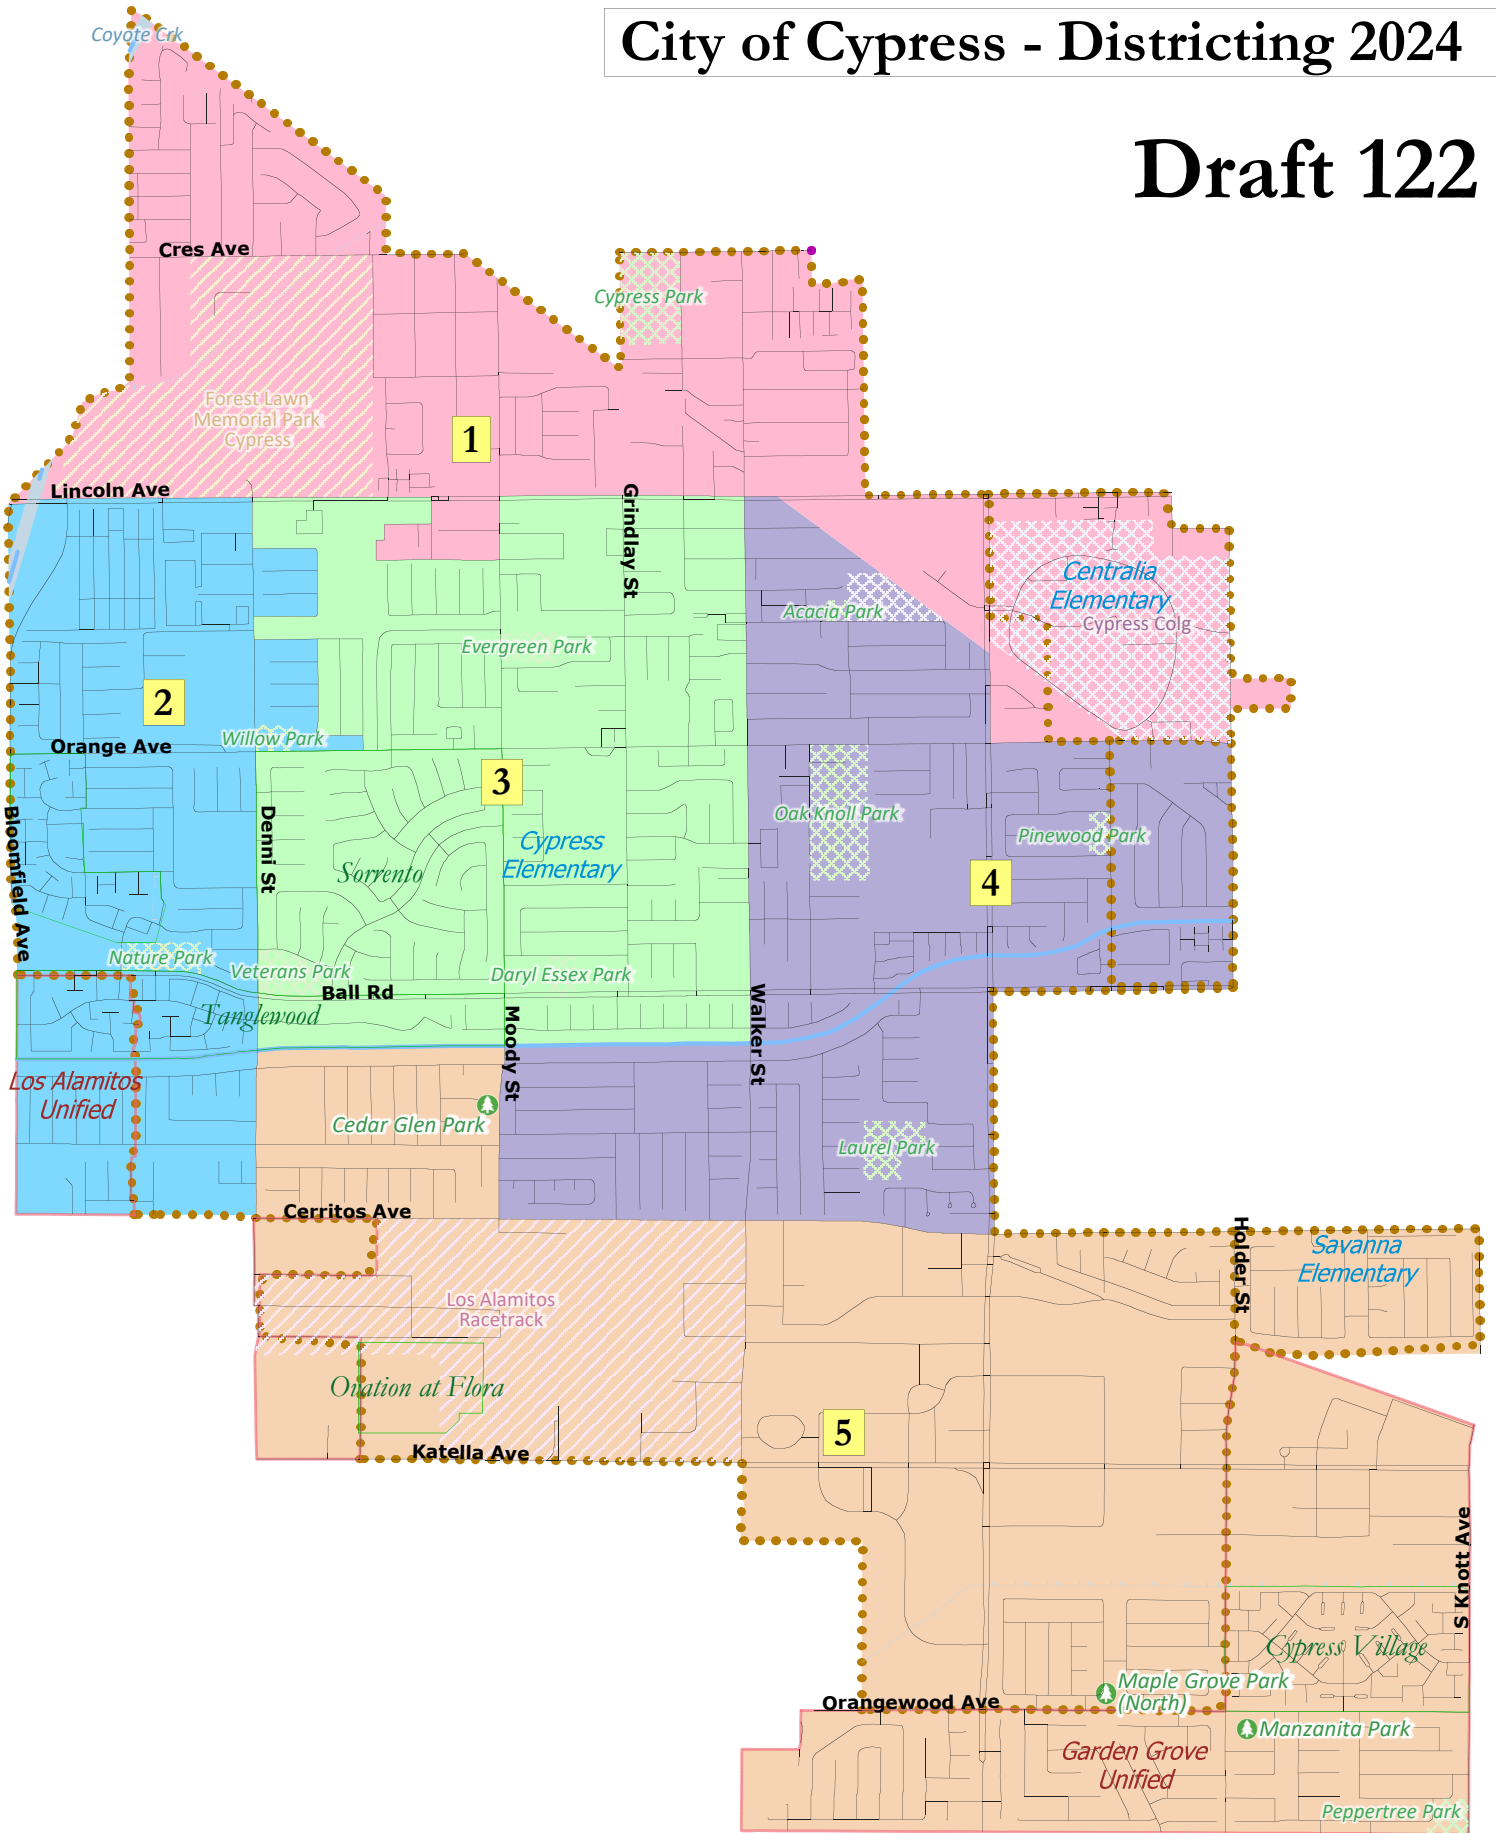 City of Cypress - Districting 2024
Draft 122
Coyote Crk
Cres Ave
Cypress Park
Forest Lawn
Memorial Park
Cypress
1
Lincoln Ave
Grindlay St
Centralia
Elementary
Acacia Park
Cypress Colg
Evergreen Park
2
Willow Park
Orange Ave
3
Bloomfield Ave
Denni St
Sorrento
Cypress
Elementary
Oak Knoll Park
Pinewood Park
4
Nature Park
Veterans Park
Daryl Essex Park
Ball Rd
Tanglewood
Moody St
Walker St
Los Alamitos
Unified
Cedar Glen Park
Laurel Park
Cerritos Ave
Holder St
Savanna
Elementary
Los Alamitos
Racetrack
Ovation at Flora
5
Katella Ave
S Knott Ave
Cypress Village
Maple Grove Park
(North)
Orangewood Ave
Manzanita Park
Garden Grove
Unified
Peppertree Park